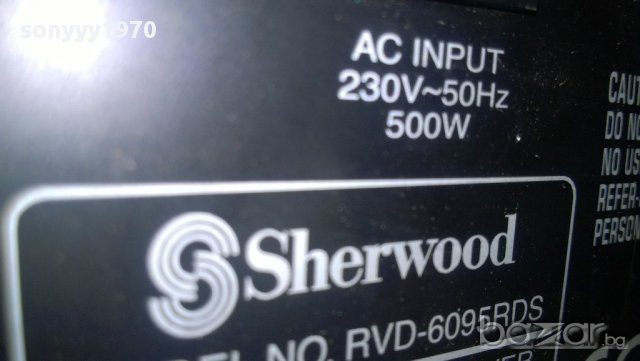 sonyyy1970
AC INPUT
230V~50Hz
500W
CAUT
DO NO
NO US
REFER
PERSON
Sherwood
EL NO. RVD-6095RDS
bazar.bg